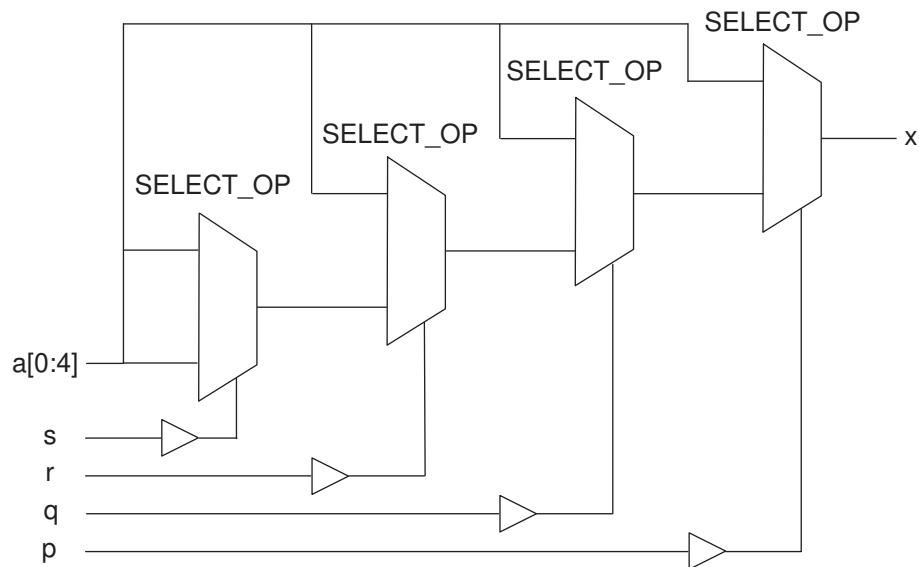 SELECT_OP
SELECT_OP
SELECT_OP
SELECT_OP
x
a[0:4]
s
r
q
p